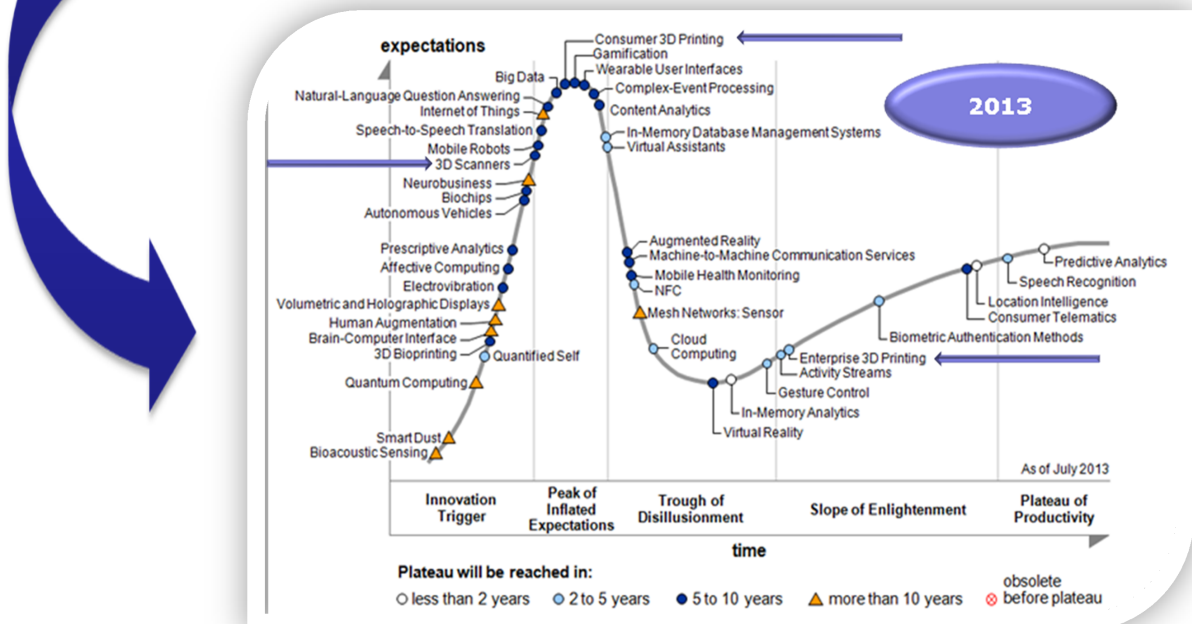 expectations
Consumer 3D Printing
Gamification
Wearable User Interfaces
Big Data
Complex-Event Processing
Natural-Language Question Answering
Content Analytics
Internet of Things
Speech-to-Speech Translation
In-Memory Database Management Systems
Mobile Robots
Virtual Assistants
3D Scanners
Neurobusiness
Biochips
Autonomous Vehicles
2013
Prescriptive Analytics
Affective Computing
Electrovibration
Volumetric and Holographic Displays
Human Augmentation
Brain-Computer Interface
3D Bioprinting
Quantified Self
Quantum Computing
Smart Dust
Bioacoustic Sensing
Augmented Reality
Machine-to-Machine Communication Services
Mobile Health Monitoring
NFC
Mesh Networks: Sensor
Cloud
Computing
Predictive Analytics
Speech Recognition
Location Intelligence
Consumer Telematics
Biometric Authentication Methods
Enterprise 3D Printing
Activity Streams
Gesture Control
In-Memory Analytics
Virtual Reality
As of July 2013
Innovation
Trigger
Peak of
Inflated
Expectations
Trough of
Disillusionment
Slope of Enlightenment
Plateau of
Productivity
time
Plateau will be reached in:
less than 2 years
2 to 5 years
5 to 10 years
more than 10 years
obsolete
before plateau